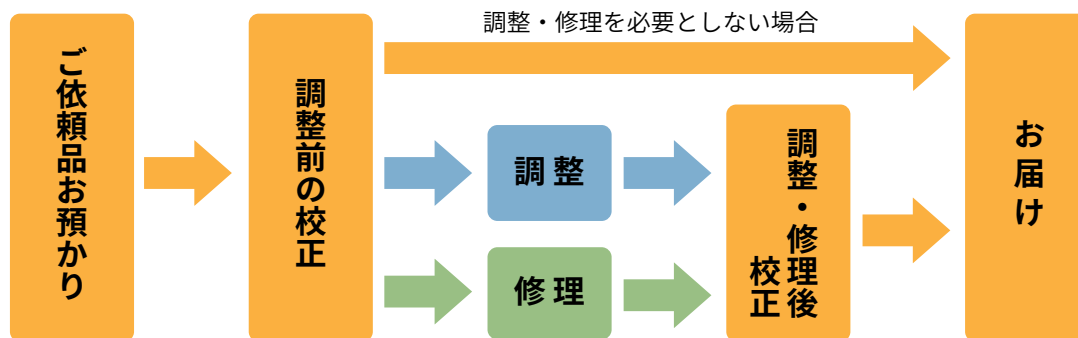 ご依頼品お預かり
調整前の校正
調整・修理を必要としない場合
調整
修理
調整・修理後
校正
お届け